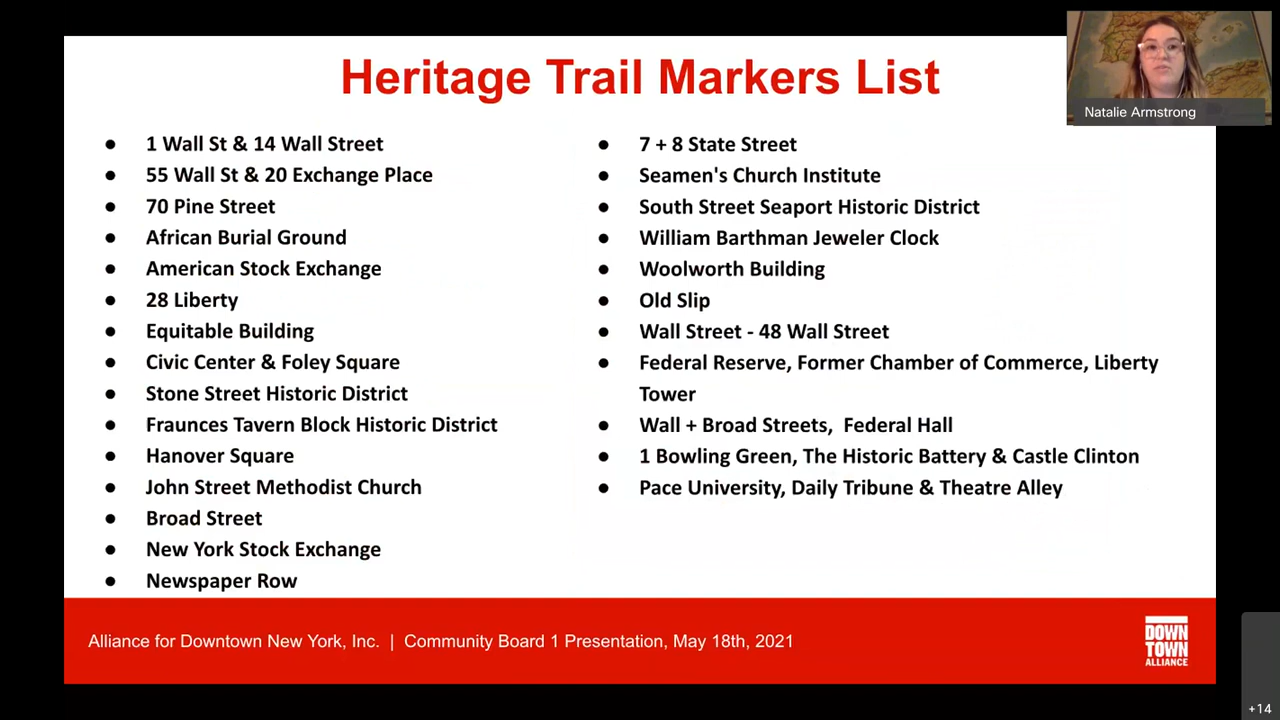 Heritage Trail Markers List
Natalie Armstrong
● 1 Wall St & 14 Wall Street
● 55 Wall St & 20 Exchange Place
● 70 Pine Street
● African Burial Ground
● American Stock Exchange
● 28 Liberty
● Equitable Building
● Civic Center & Foley Square
● Stone Street Historic District
● Fraunces Tavern Block Historic District
● Hanover Square
● John Street Methodist Church
● Broad Street
● New York Stock Exchange
● Newspaper Row
● 7 + 8 State Street
● Seamen's Church Institute
● South Street Seaport Historic District
● William Barthman Jeweler Clock
● Woolworth Building
● Old Slip
● Wall Street - 48 Wall Street
● Federal Reserve, Former Chamber of Commerce, Liberty
Tower
● Wall + Broad Streets, Federal Hall
● 1 Bowling Green, The Historic Battery & Castle Clinton
● Pace University, Daily Tribune & Theatre Alley
Alliance for Downtown New York, Inc. | Community Board 1 Presentation, May 18th, 2021
DOWN
TOWN
ALLIANCE
+14